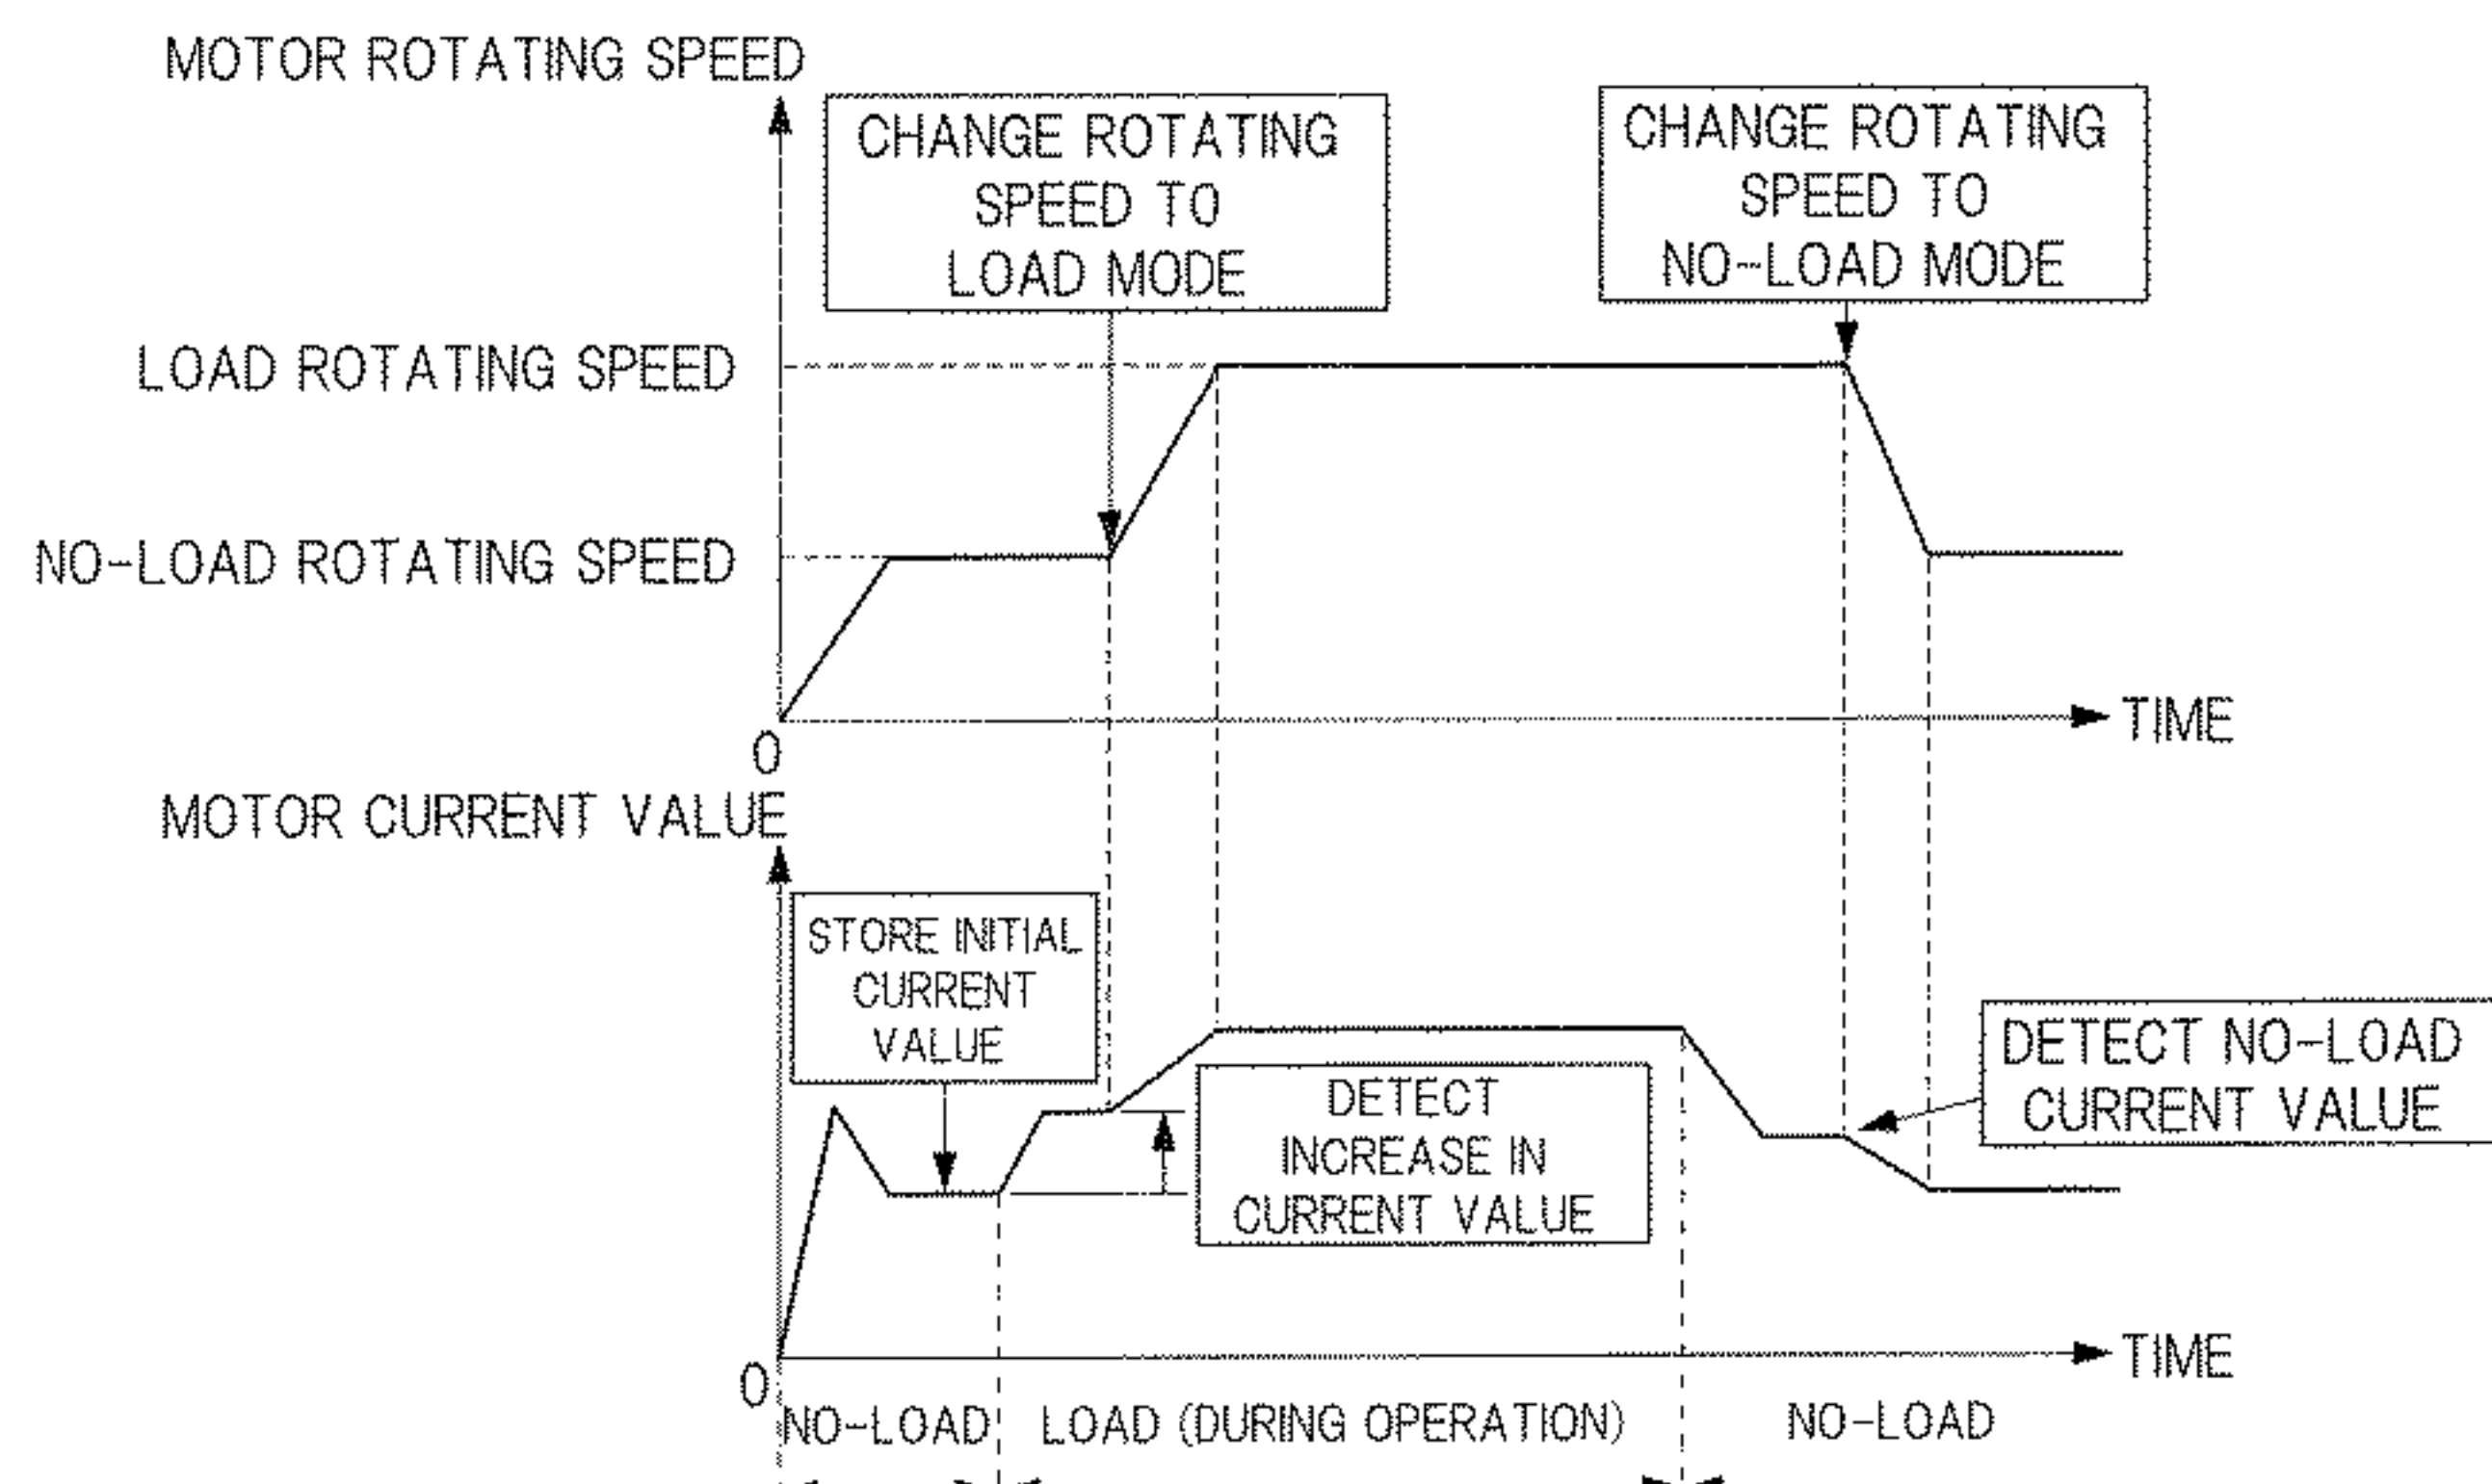 MOTOR ROTATING SPEED
CHANGE ROTATING
SPEED TO
LOAD MODE
CHANGE ROTATING
SPEED TO
NO-LOAD MODE
LOAD ROTATING SPEED
NO-LOAD ROTATING SPEED
TIME
0
MOTOR CURRENT VALUE
STORE INITIAL
CURRENT
VALUE
DETECT
INCREASE IN
CURRENT VALUE
DETECT NO-LOAD
CURRENT VALUE
TIME
0
NO-LOAD
LOAD (DURING OPERATION)
NO-LOAD